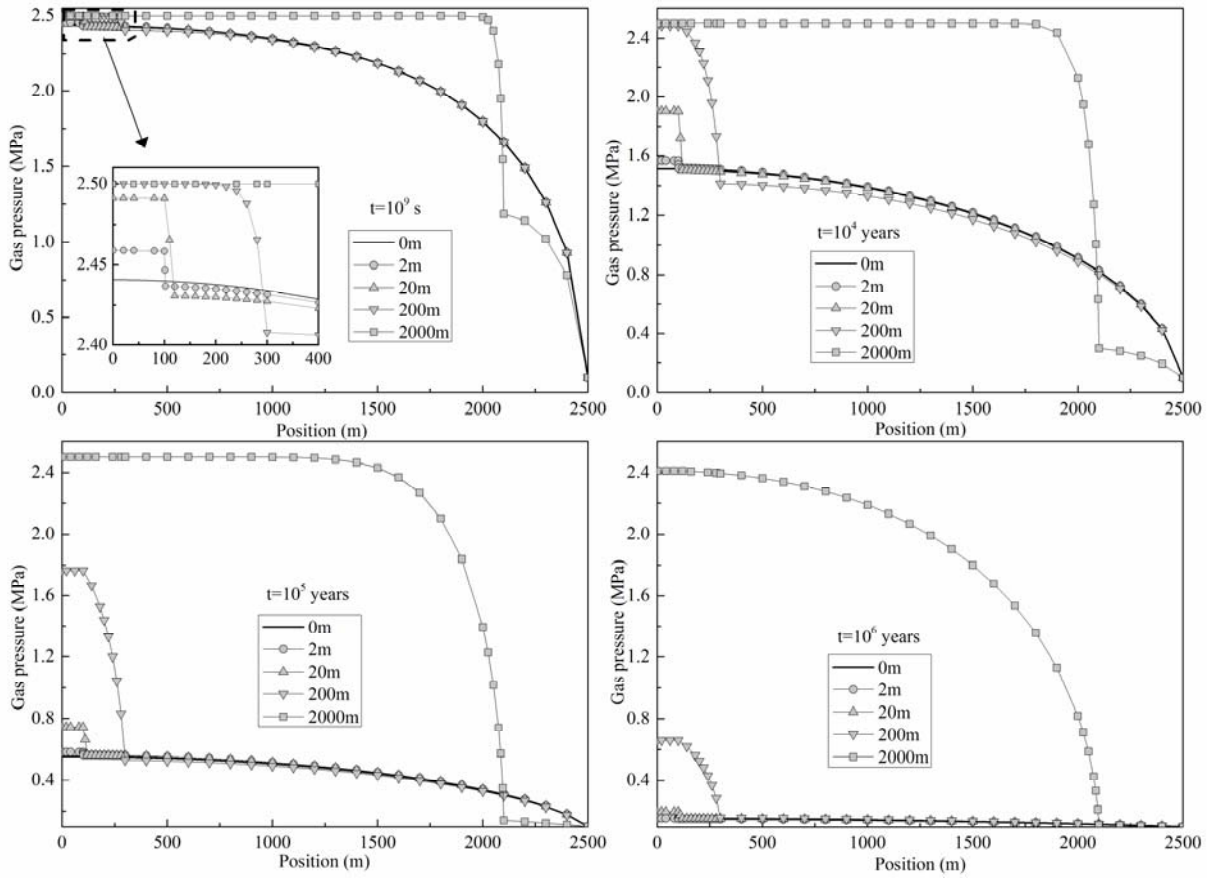 2.5
2.0
1.5
1.0
0.5
0.0
Gas pressure (MPa)
2.50
2.45
2.40
0 100 200 300 400
t=10⁹ s
0m
2m
20m
200m
2000m
0 500 1000 1500 2000 2500
Position (m)
2.4
2.0
1.6
1.2
0.8
0.4
0.0
Gas pressure (MPa)
t=10⁴ years
0m
2m
20m
200m
2000m
0 500 1000 1500 2000 2500
Position (m)
2.4
2.0
1.6
1.2
0.8
0.4
Gas pressure (MPa)
t=10⁵ years
0m
2m
20m
200m
2000m
0 500 1000 1500 2000 2500
Position (m)
2.4
2.0
1.6
1.2
0.8
0.4
Gas pressure (MPa)
t=10⁶ years
0m
2m
20m
200m
2000m
0 500 1000 1500 2000 2500
Position (m)